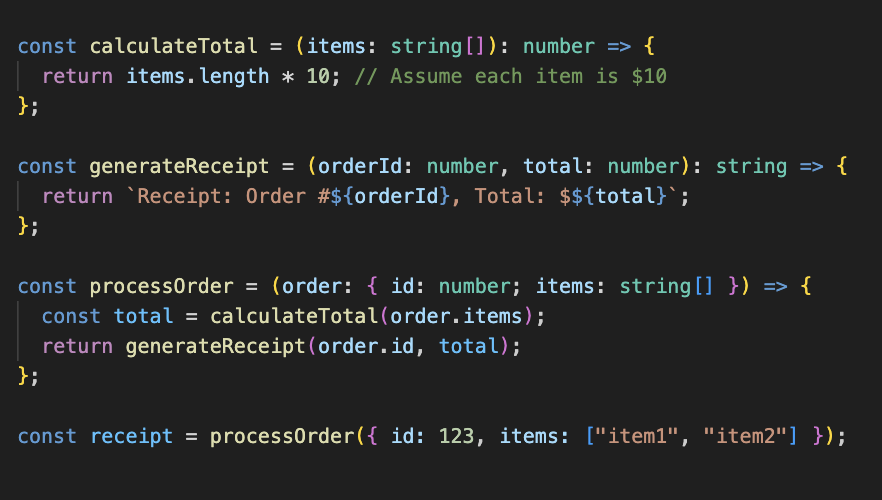 const calculateTotal = (items: string[]): number => {
  return items.length * 10; // Assume each item is $10
};

const generateReceipt = (orderId: number, total: number): string => {
  return `Receipt: Order #${orderId}, Total: $${total}`;
};

const processOrder = (order: { id: number; items: string[] }) => {
  const total = calculateTotal(order.items);
  return generateReceipt(order.id, total);
};

const receipt = processOrder({ id: 123, items: ["item1", "item2"] });